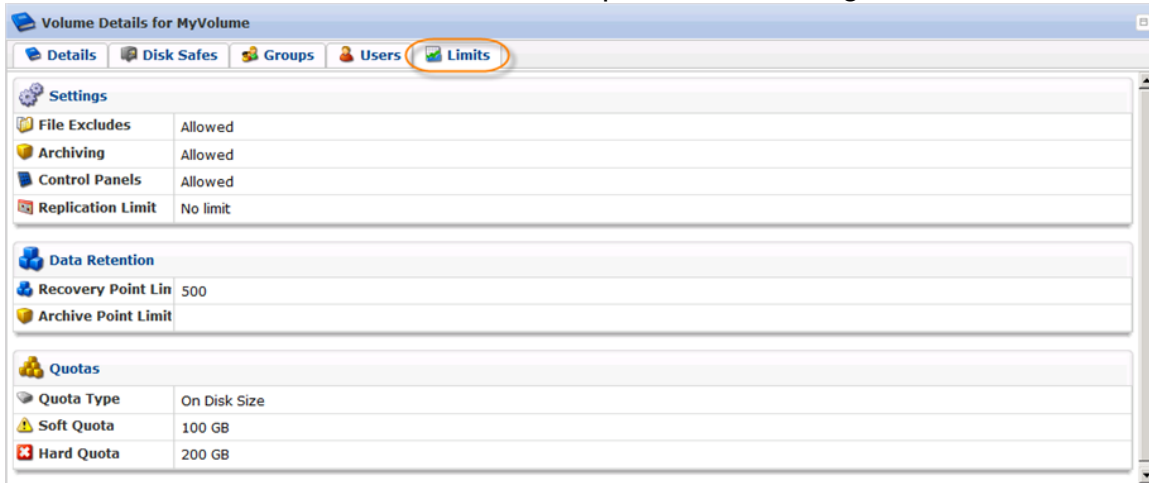 Volume Details for MyVolume
Details Disk Safes Groups Users Limits
Settings
File Excludes Allowed
Archiving Allowed
Control Panels Allowed
Replication Limit No limit
Data Retention
Recovery Point Lin 500
Archive Point Limit
Quotas
Quota Type On Disk Size
Soft Quota 100 GB
Hard Quota 200 GB